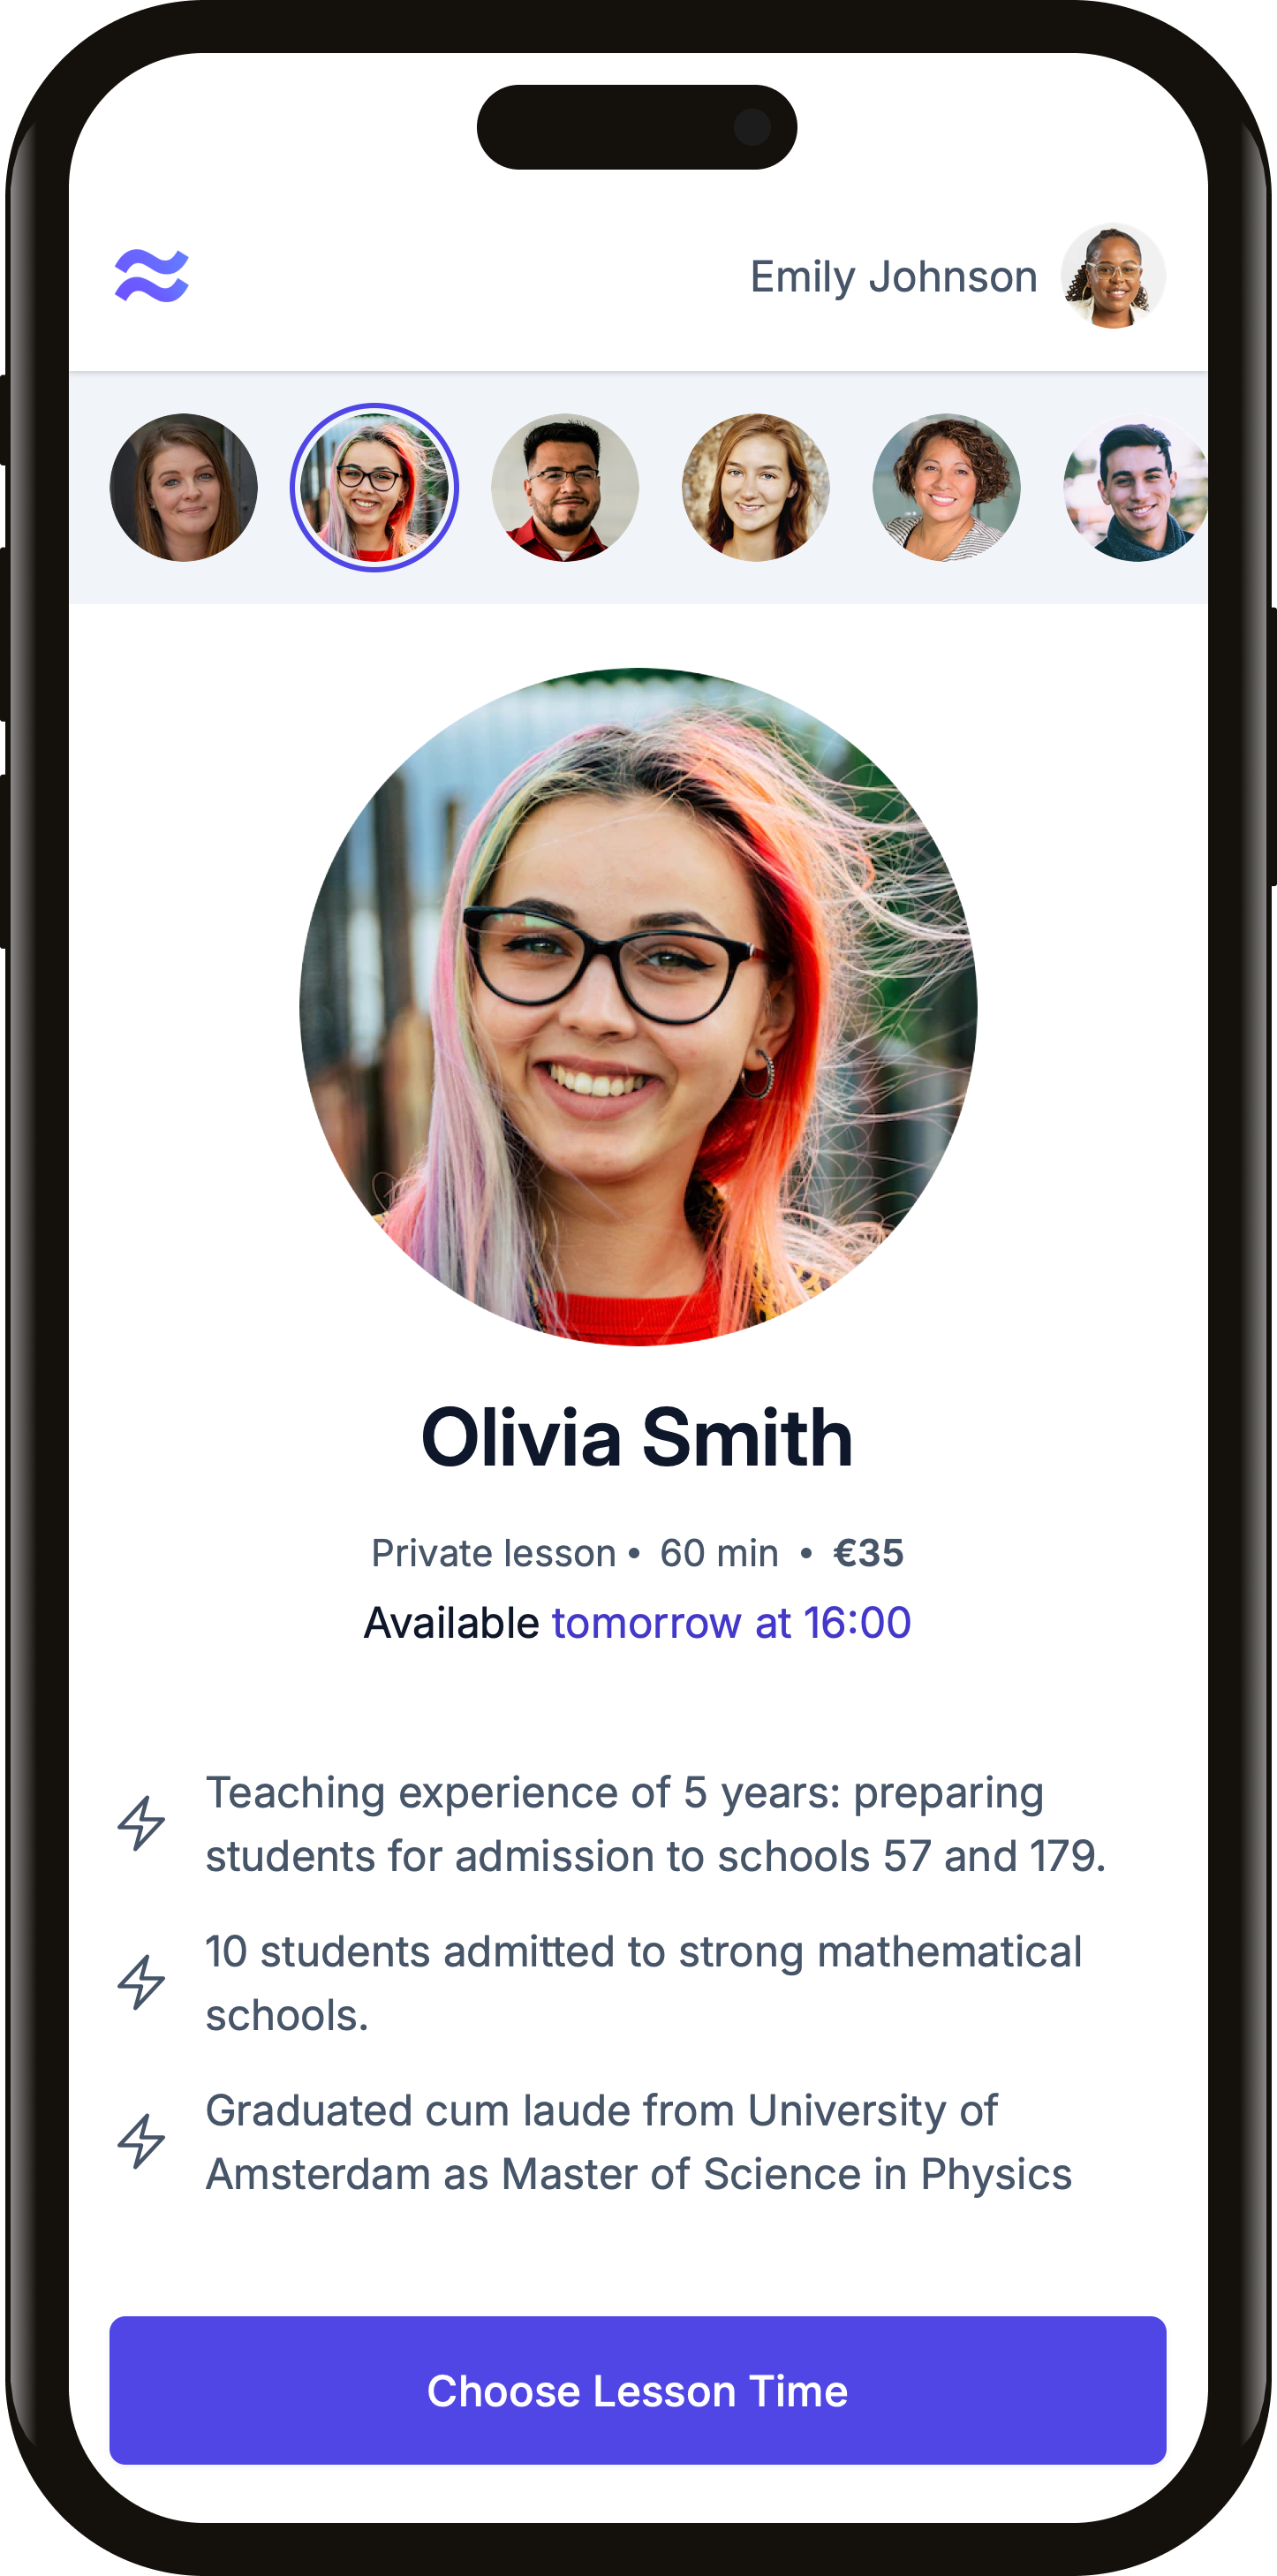 Emily Johnson
Olivia Smith
Private lesson • 60 min • €35
Available tomorrow at 16:00
Teaching experience of 5 years: preparing
students for admission to schools 57 and 179.
10 students admitted to strong mathematical
schools.
Graduated cum laude from University of
Amsterdam as Master of Science in Physics
Choose Lesson Time